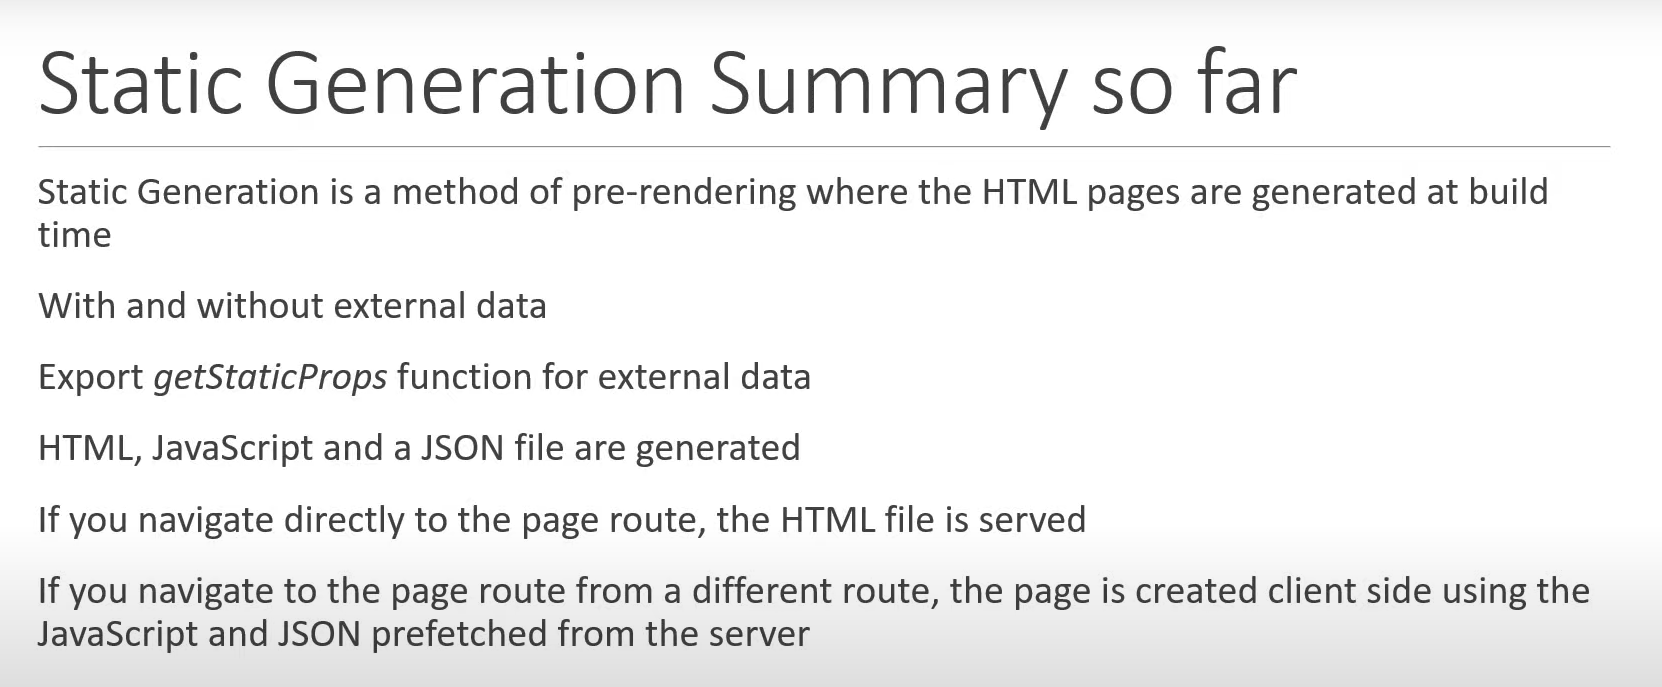 Static Generation Summary so far
Static Generation is a method of pre-rendering where the HTML pages are generated at build
time
With and without external data
Export getStaticProps function for external data
HTML, JavaScript and a JSON file are generated
If you navigate directly to the page route, the HTML file is served
If you navigate to the page route from a different route, the page is created client side using the
JavaScript and JSON prefetched from the server